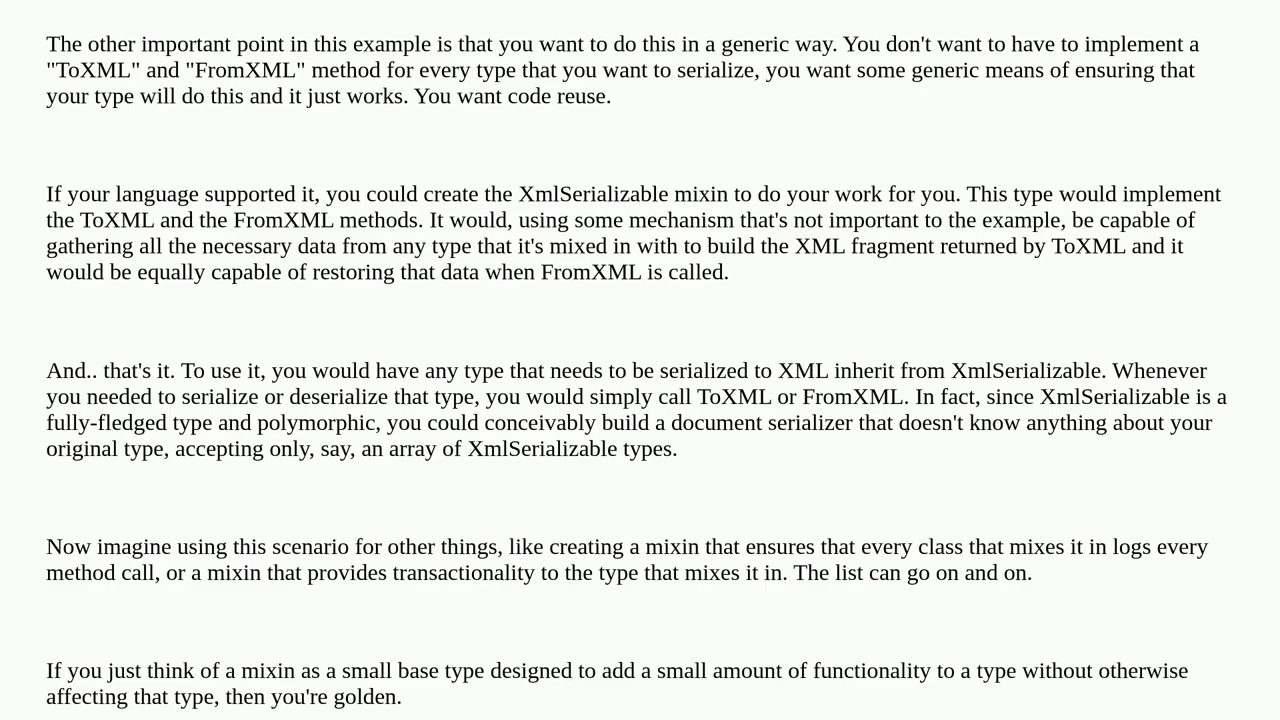 The other important point in this example is that you want to do this in a generic way. You don't want to have to implement a
"ToXML" and "FromXML" method for every type that you want to serialize, you want some generic means of ensuring that
your type will do this and it just works. You want code reuse.
If your language supported it, you could create the XmlSerializable mixin to do your work for you. This type would implement
the ToXML and the FromXML methods. It would, using some mechanism that's not important to the example, be capable of
gathering all the necessary data from any type that it's mixed in with to build the XML fragment returned by ToXML and it
would be equally capable of restoring that data when FromXML is called.
And.. that's it. To use it, you would have any type that needs to be serialized to XML inherit from XmlSerializable. Whenever
you needed to serialize or deserialize that type, you would simply call ToXML or FromXML. In fact, since XmlSerializable is a
fully-fledged type and polymorphic, you could conceivably build a document serializer that doesn't know anything about your
original type, accepting only, say, an array of XmlSerializable types.
Now imagine using this scenario for other things, like creating a mixin that ensures that every class that mixes it in logs every
method call, or a mixin that provides transactionality to the type that mixes it in. The list can go on and on.
If you just think of a mixin as a small base type designed to add a small amount of functionality to a type without otherwise
affecting that type, then you're golden.